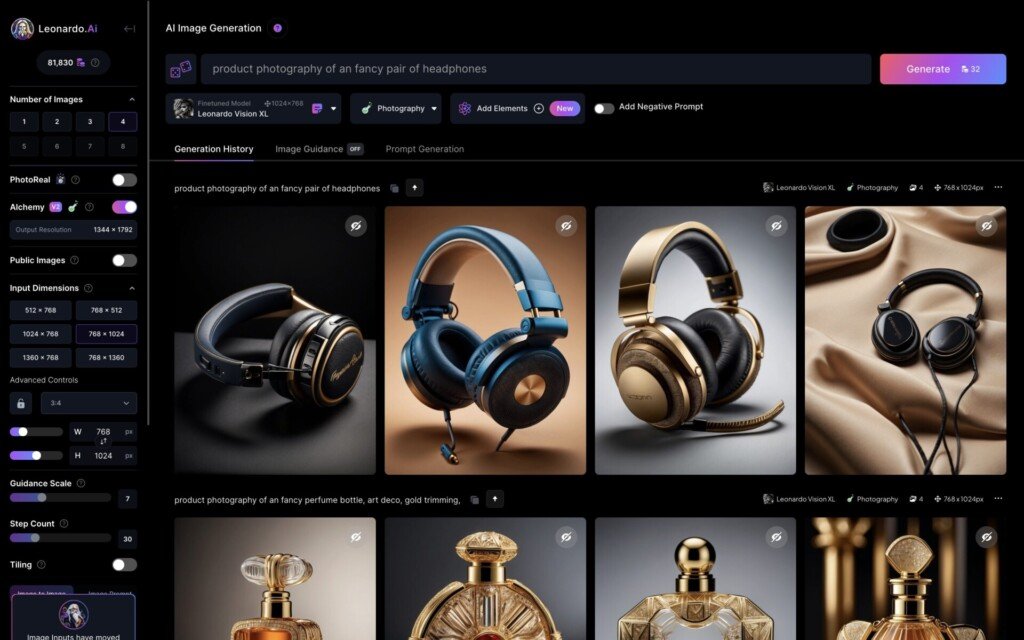 Leonardo.Ai
81,830
Number of Images
1 2 3 4
5 6 7 8
PhotoReal
Alchemy V2
Output Resolution 1344 × 1792
Public Images
Input Dimensions
512 × 768 768 × 512
1024 × 768 768 × 1024
1360 × 768 768 × 1360
Advanced Controls
3:4
W 768 px
H 1024 px
Guidance Scale
7
Step Count
30
Tiling
Image to Image Image Prompt
Image Inputs have moved
AI Image Generation
product photography of an fancy pair of headphones
Generate 32
Finetuned Model 1024×768
Leonardo Vision XL
Photography
Add Elements New
Add Negative Prompt
Generation History Image Guidance OFF Prompt Generation
product photography of an fancy pair of headphones
Leonardo Vision XL Photography 4 768x1024px
product photography of an fancy perfume bottle, art deco, gold trimming,
Leonardo Vision XL Photography 4 768x1024px